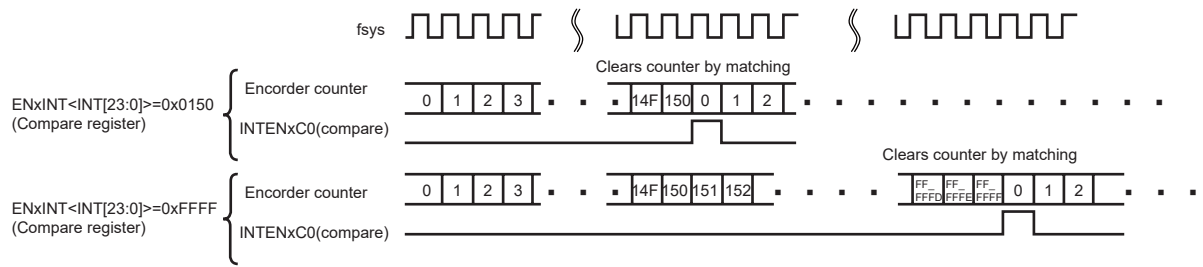 fsys
Clears counter by matching
ENxINT<INT[23:0]>=0x0150
(Compare register)
Encorder counter
0 1 2 3 14F 150 0 1 2
INTENxC0(compare)
Clears counter by matching
ENxINT<INT[23:0]>=0xFFFF
(Compare register)
Encorder counter
0 1 2 3 14F 150 151 152 FF_ FF_ FF_ 0 1 2
FFFD FFFE FFFF
INTENxC0(compare)